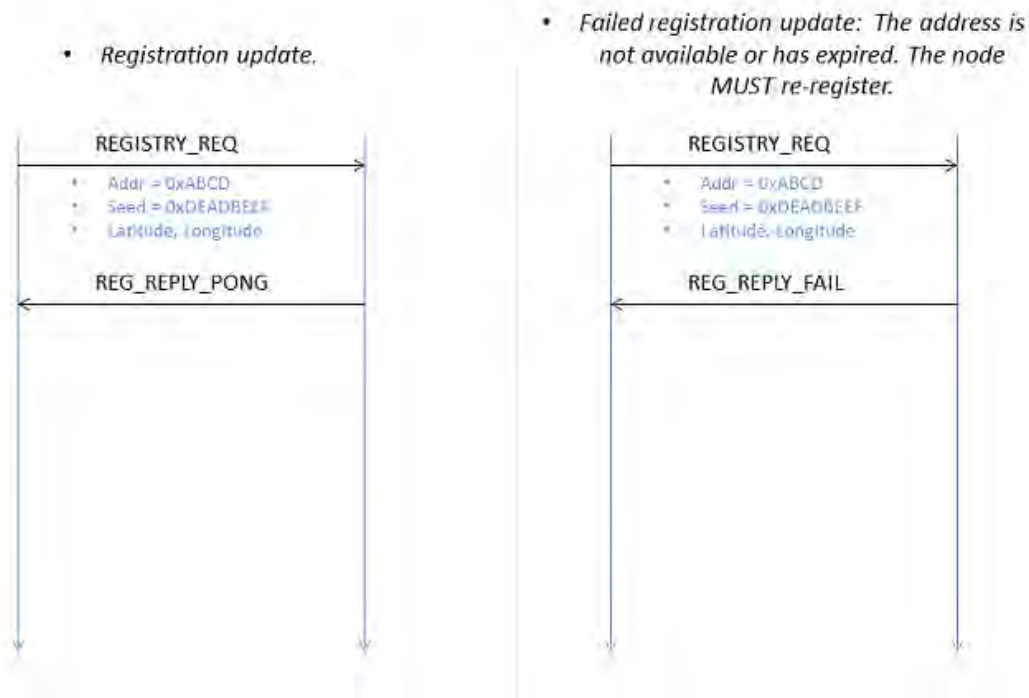 • Registration update.
REGISTRY_REQ
• Addr = 0xABCD
• Seed = 0xDEADBEEF
• Latitude, Longitude
REG_REPLY_PONG
• Failed registration update: The address is
not available or has expired. The node
MUST re-register.
REGISTRY_REQ
• Addr = 0xABCD
• Seed = 0xDEADBEEF
• Latitude, Longitude
REG_REPLY_FAIL